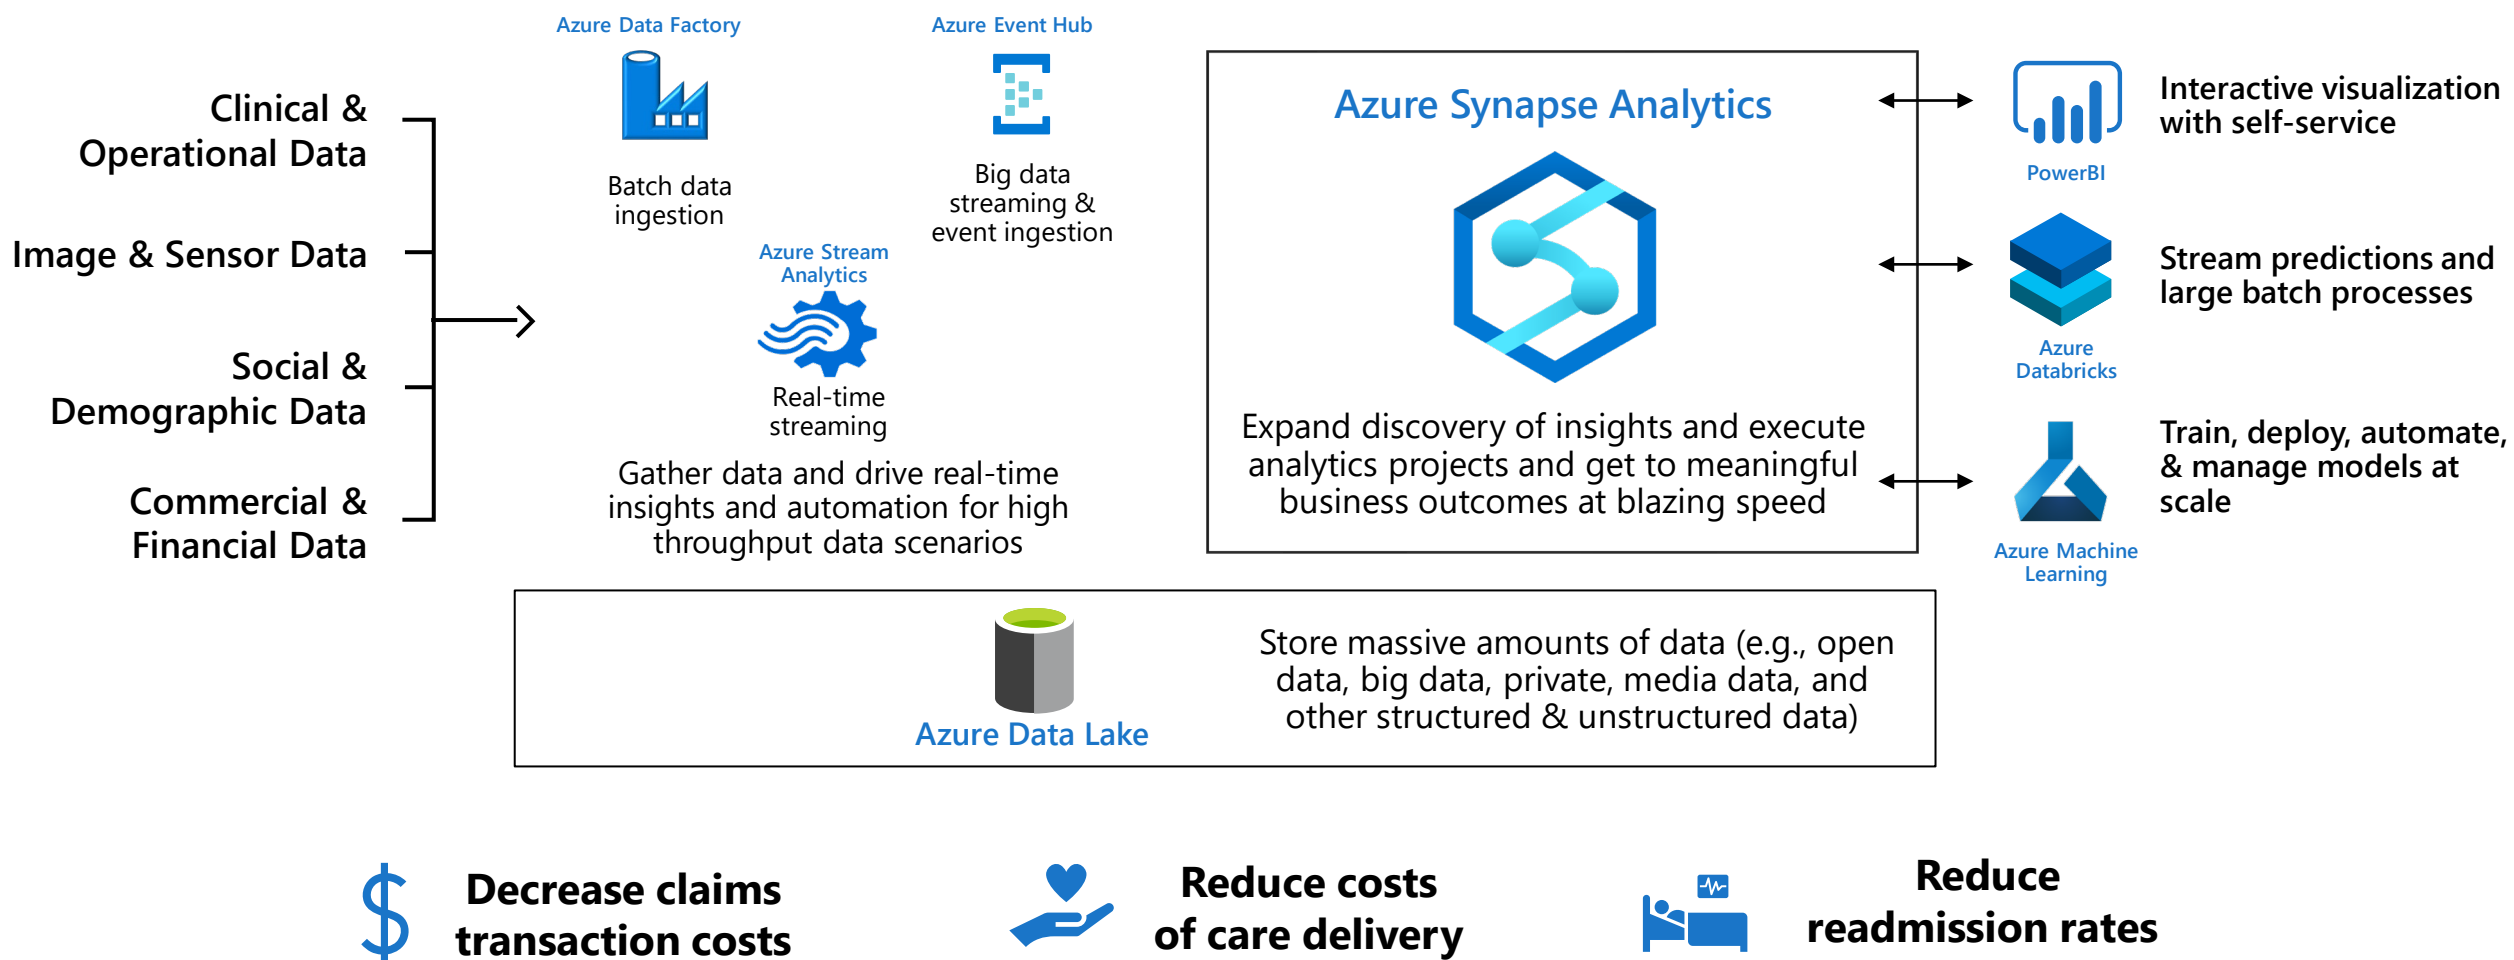 Clinical &
Operational Data
Image & Sensor Data
Social &
Demographic Data
Commercial &
Financial Data
Azure Data Factory
Batch data
ingestion
Azure Event Hub
Big data
streaming &
event ingestion
Azure Stream
Analytics
Real-time
streaming
Gather data and drive real-time
insights and automation for high
throughput data scenarios
Azure Synapse Analytics
Expand discovery of insights and execute
analytics projects and get to meaningful
business outcomes at blazing speed
PowerBI
Interactive visualization
with self-service
Azure
Databricks
Stream predictions and
large batch processes
Azure Machine
Learning
Train, deploy, automate,
& manage models at
scale
Azure Data Lake
Store massive amounts of data (e.g., open
data, big data, private, media data, and
other structured & unstructured data)
Decrease claims
transaction costs
Reduce costs
of care delivery
Reduce
readmission rates